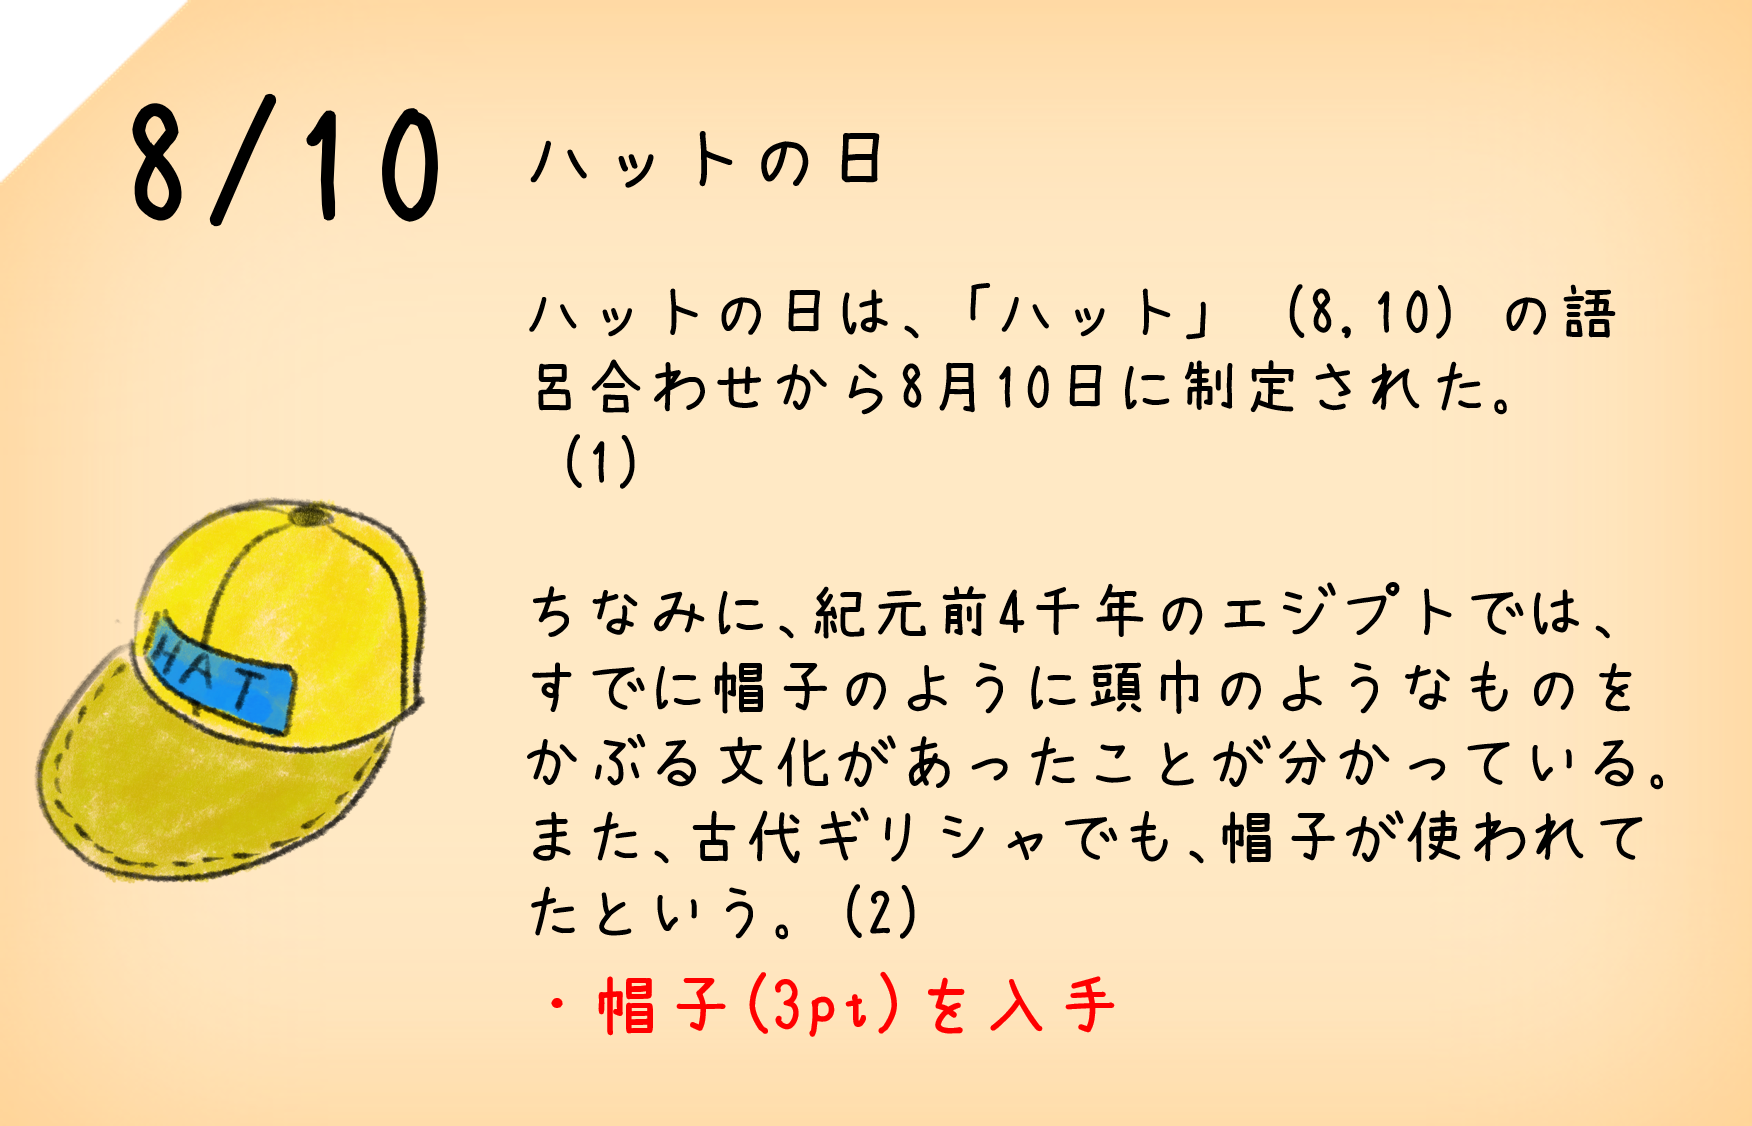 8/10 ハットの日
ハットの日は、「ハット」 (8,10) の語
呂合わせから8月10日に制定された。
(1)
ちなみに、紀元前4千年のエジプトでは、
すでに帽子のように頭巾のようなものを
かぶる文化があったことが分かっている。
また、古代ギリシャでも、帽子が使われて
たという。(2)
・帽子(3pt)を入手
HAT